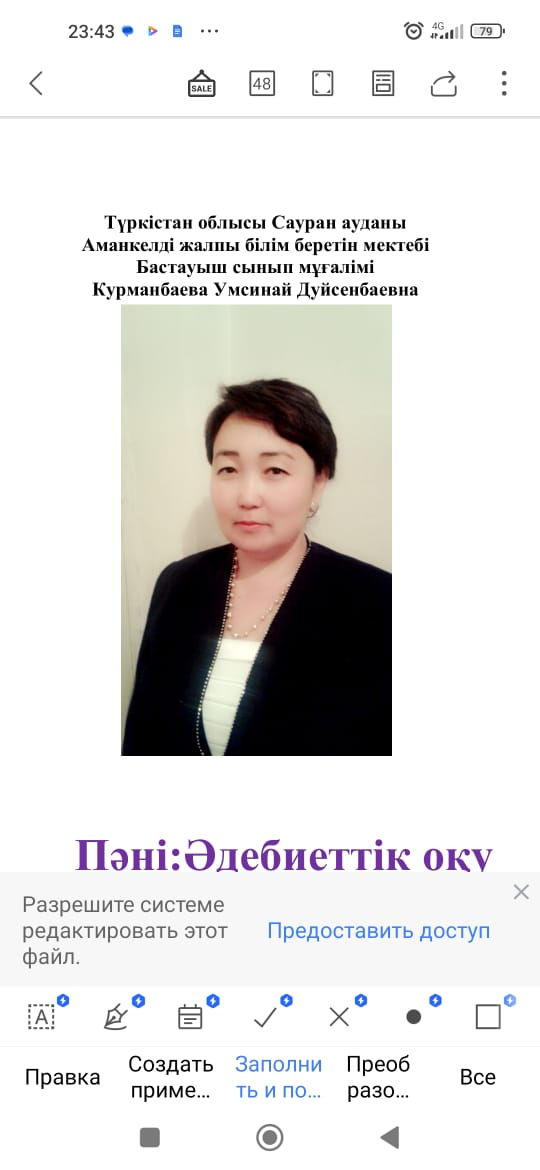 23:43
4G
79
SALE
48
Түркістан облысы Сауран ауданы
Аманкелді жалпы білім беретін мектебі
Бастауыш сынып мұғалімі
Курманбаева Умсинай Дуйсенбаевна
Пәні:Әдебиеттік оқу
Разрешите системе
редактировать этот
файл.
Предоставить доступ
A
Правка
Создать
приме...
Заполни
ть и по...
Преоб
разо...
Все